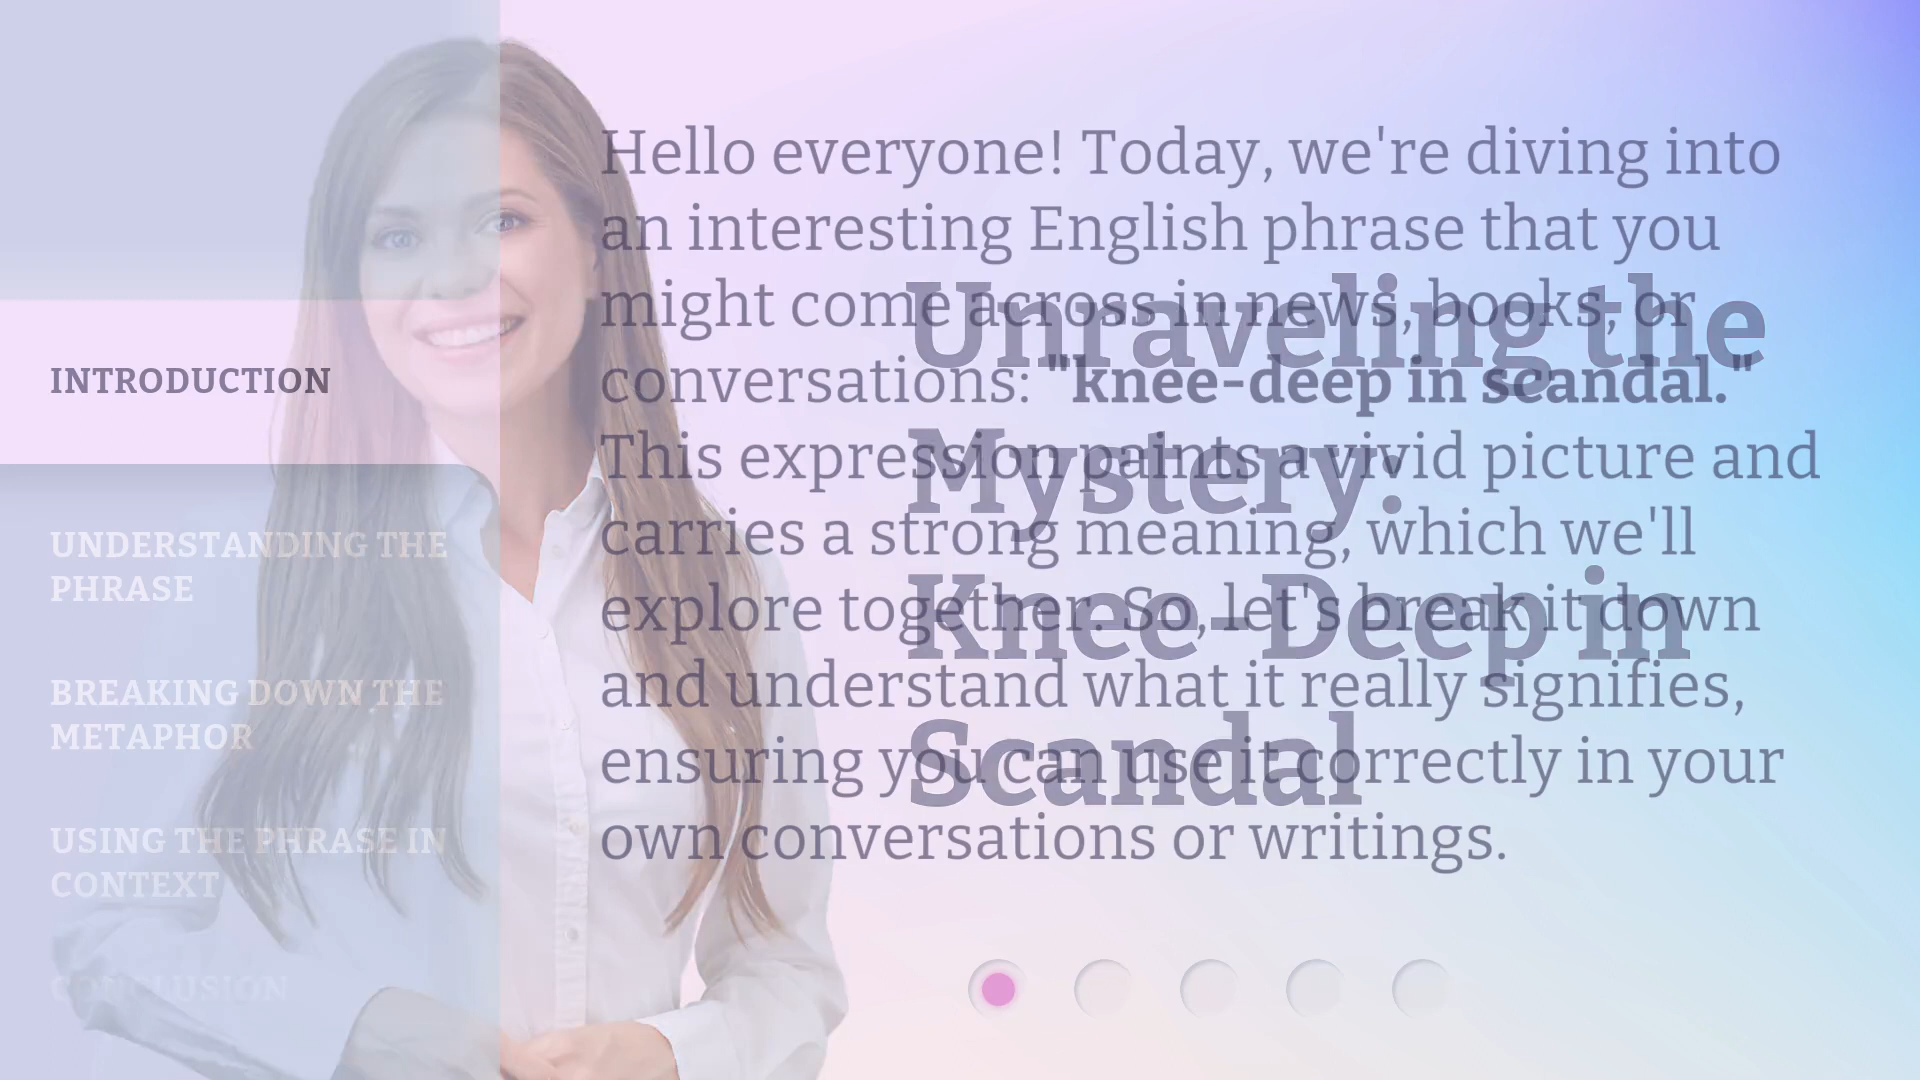 INTRODUCTION
UNDERSTANDING THE
PHRASE
BREAKING DOWN THE
METAPHOR
USING THE PHRASE IN
CONTEXT
CONCLUSION
Hello everyone! Today, we're diving into
an interesting English phrase that you
might come across in news, books, or
conversations: "knee-deep in scandal."
This expression paints a vivid picture and
carries a strong meaning, which we'll
explore together. So, let's break it down
and understand what it really signifies,
ensuring you can use it correctly in your
own conversations or writings.
Unraveling the
Mystery:
Knee-Deep in
Scandal